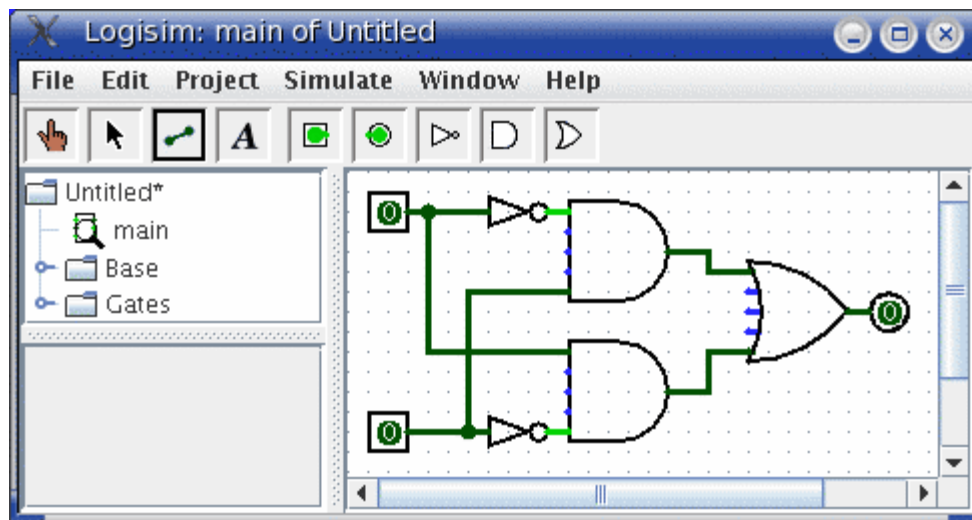 Logisim: main of Untitled
File Edit Project Simulate Window Help
A
Untitled*
main
Base
Gates
0
0
0